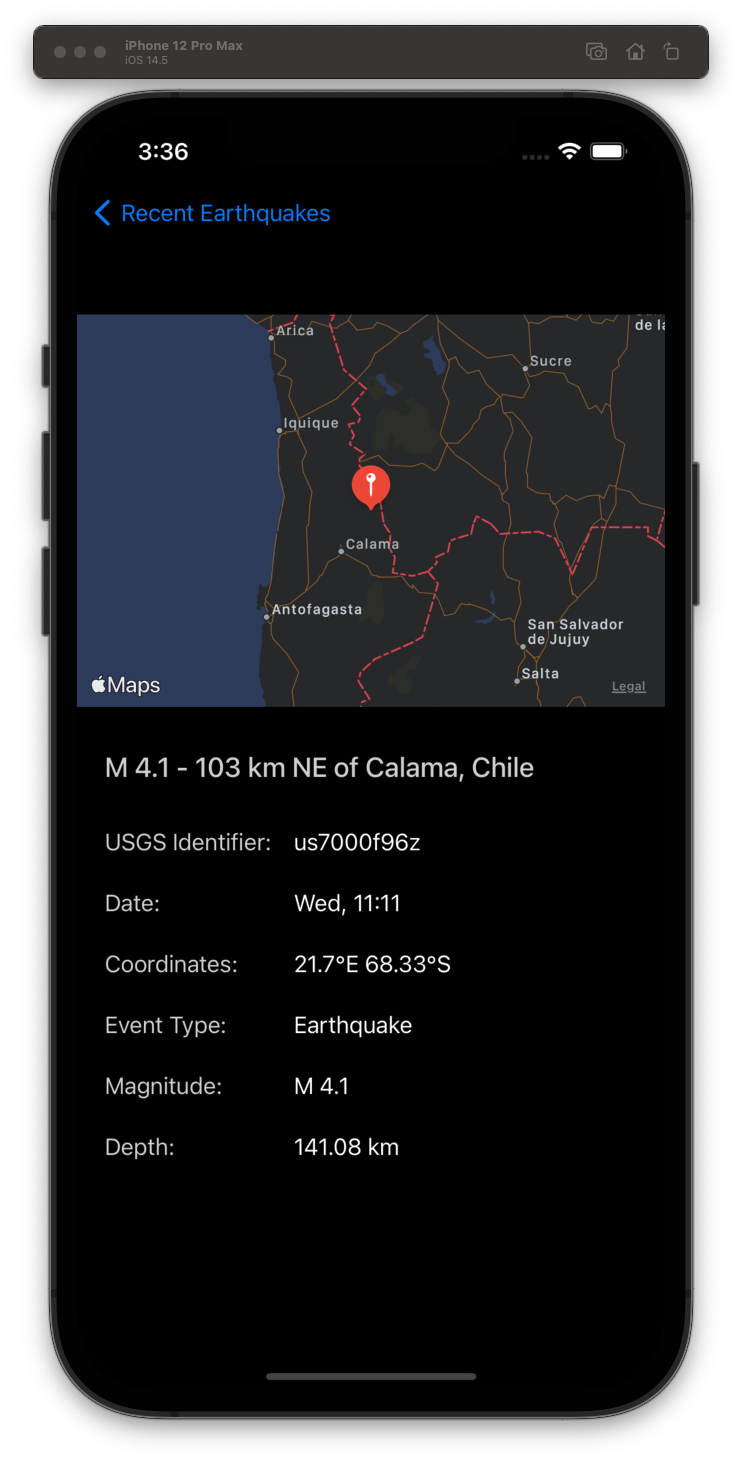 iPhone 12 Pro Max
iOS 14.5
3:36
Recent Earthquakes
Arica
de la
Sucre
Iquique
Calama
Antofagasta
San Salvador
de Jujuy
Salta
Maps
Legal
M 4.1 - 103 km NE of Calama, Chile
USGS Identifier: us7000f96z
Date: Wed, 11:11
Coordinates: 21.7°E 68.33°S
Event Type: Earthquake
Magnitude: M 4.1
Depth: 141.08 km